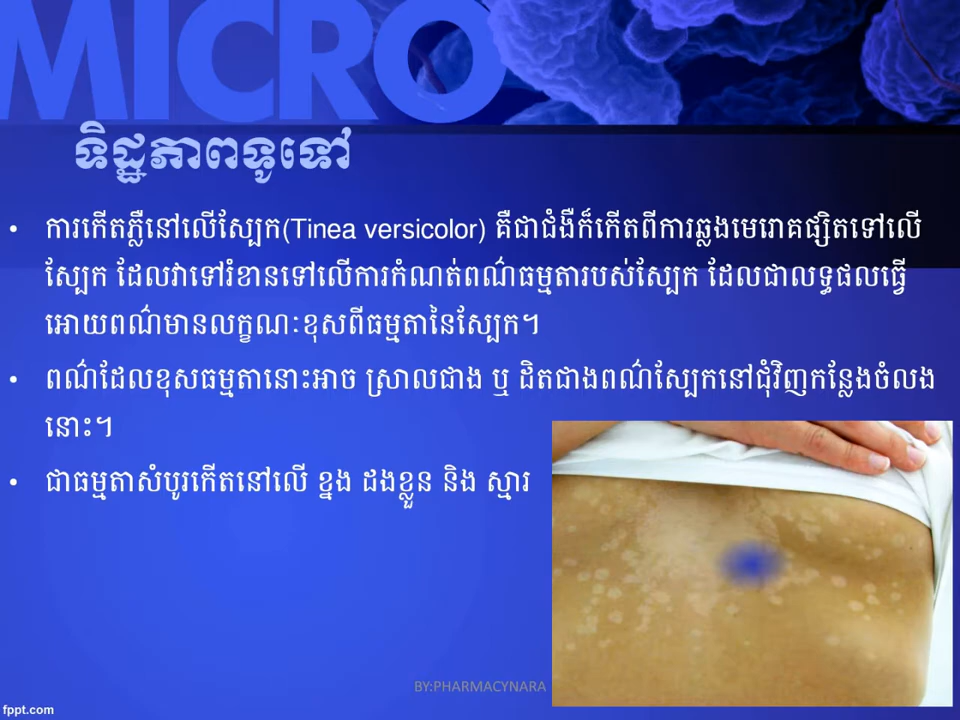 MICRO
ទិដ្ឋភាពទូទៅ
• ការកើតភ្លឺនៅលើស្បែក(Tinea versicolor) គឺជាជំងឺក៏កើតពីការឆ្លងមេរោគផ្សិតទៅលើ
ស្បែក ដែលវាទៅរំខានទៅលើការកំណត់ពណ៌ធម្មតារបស់ស្បែក ដែលជាលទ្ធផលធ្វើ
អោយពណ៌មានលក្ខណៈខុសពីធម្មតានៃស្បែក។
• ពណ៌ដែលខុសធម្មតានោះអាច ស្រាលជាង ឬ ដិតជាងពណ៌ស្បែកនៅជុំវិញកន្លែងចំលង
នោះ។
• ជាធម្មតាសំបូរកើតនៅលើ ខ្នង ដងខ្លួន និង ស្មារ
BY:PHARMACYNARA
fppt.com